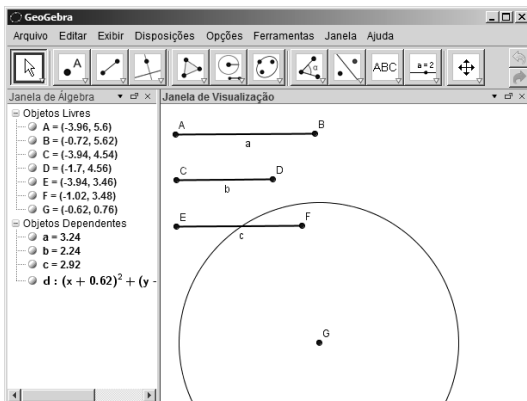 GeoGebra
Arquivo Editar Exibir Disposições Opções Ferramentas Janela Ajuda
A α ABC a = 2
Janela de Álgebra
Janela de Visualização
Objetos Livres
A = (-3.96, 5.6)
B = (-0.72, 5.62)
C = (-3.94, 4.54)
D = (-1.7, 4.56)
E = (-3.94, 3.46)
F = (-1.02, 3.48)
G = (-0.62, 0.76)
Objetos Dependentes
a = 3.24
b = 2.24
c = 2.92
d : (x + 0.62)² + (y -
A B
a
C D
b
E F
c
G